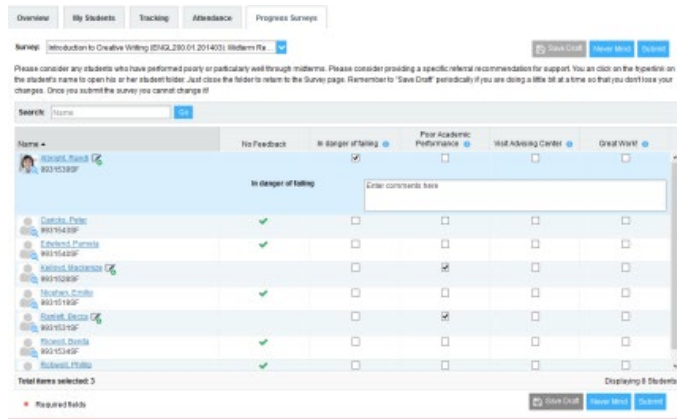 Overview My Students Tracking Attendance Progress Surveys
Survey: Introduction to Creative Writing (ENGL.200.01.201403): Midterm Re...
Save Draft Never Mind Submit
Please consider any students who have performed poorly or particularly well through midterms. Please consider providing a specific referral recommendation for support. You an click on the hyperlink on
the student's name to open his or her student folder. Just close the folder to return to the Survey page. Remember to "Save Draft" periodically if you are doing a little bit at a time so that you don't lose your
changes. Once you submit the survey you cannot change it!
Search: Name Go
Name No Feedback In danger of failing Poor Academic Performance Visit Advising Center Great Work!
In danger of failing Enter comments here
Peter
Pamela
Mackenzie
Emilio
Becca
Phillip
Total items selected: 3 Displaying 8 Students
Required fields Save Draft Never Mind Submit